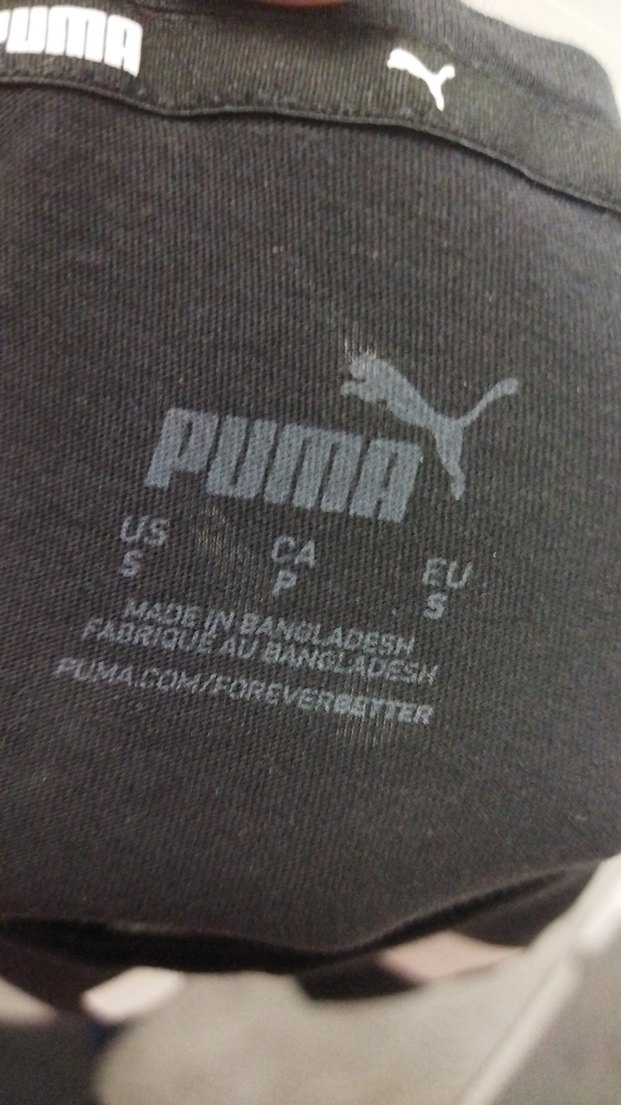 PUMA
PUMA
US CA EU
S P S
MADE IN BANGLADESH
FABRIQUÉ AU BANGLADESH
PUMA.COM/FOREVERBETTER